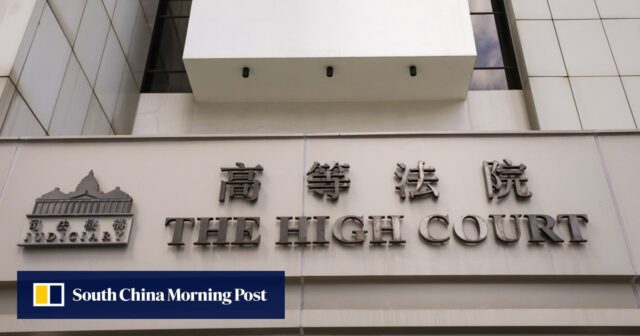 高等法院
THE HIGH COURT
司法機構
JUDICIARY
South China Morning Post